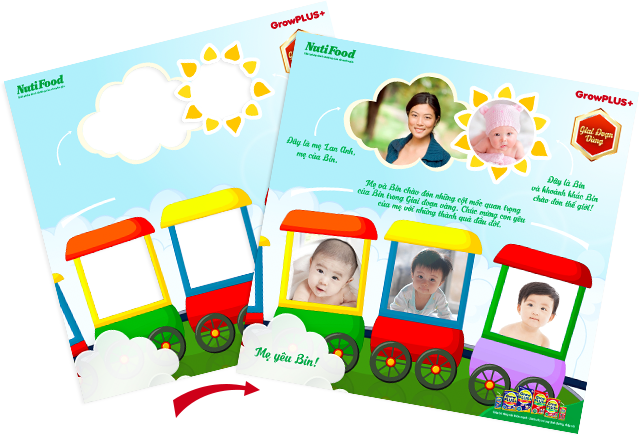 GrowPLUS+
NutiFood
NutiFood
GrowPLUS+
Giai Đoạn
Vàng
Đây là mẹ Lan Anh,
mẹ của Bin.
Đây là Bin
và khoảnh khắc Bin
chào đón thế giới!
Mẹ và Bin chào đón những cột mốc quan trọng
của Bin trong Giai đoạn vàng. Chúc mừng con yêu
của mẹ với những thành quả đầu đời.
Mẹ yêu Bin!